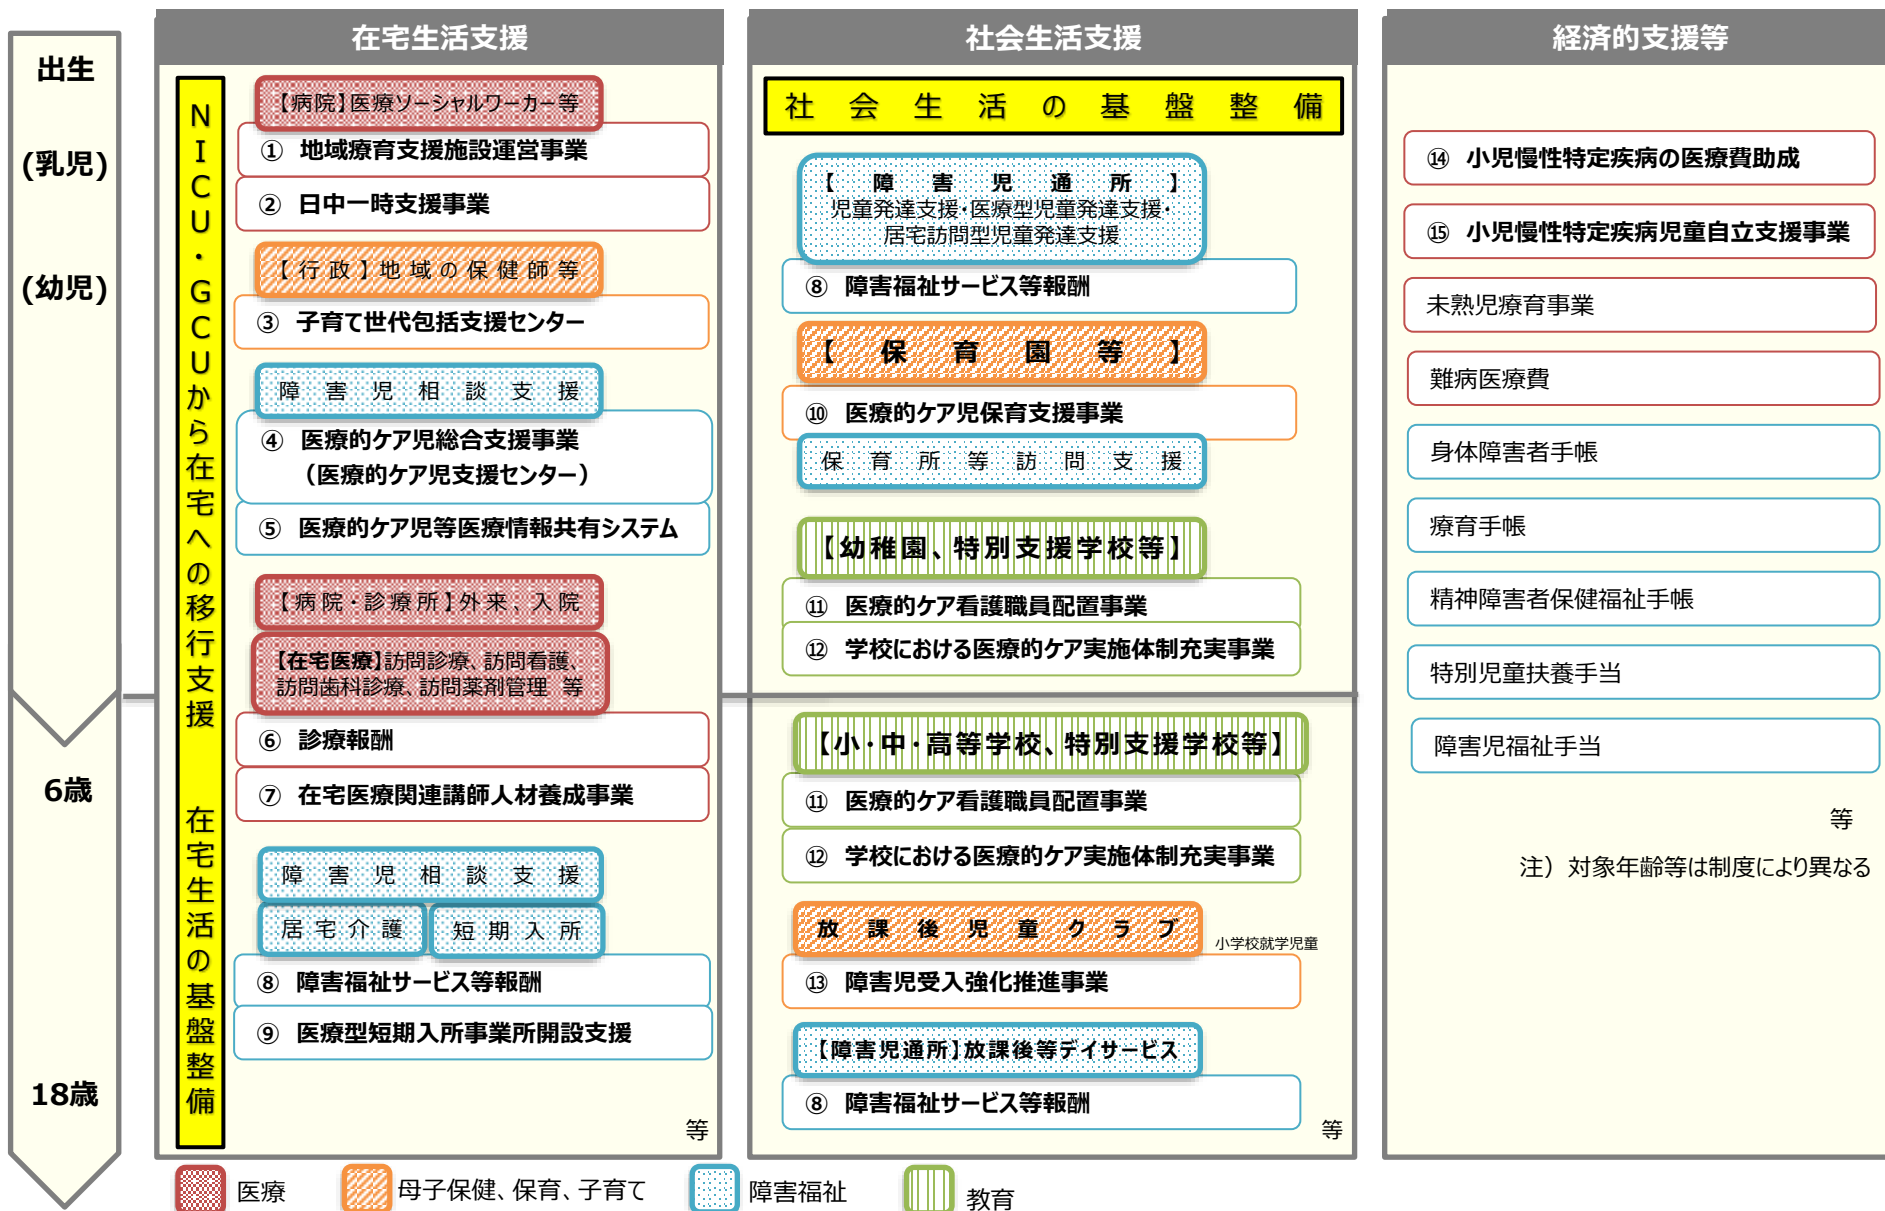 出生
(乳児)
(幼児)
6歳
18歳
在宅生活支援
NICU・GCUから在宅への移行支援　在宅生活の基盤整備
【病院】医療ソーシャルワーカー等
① 地域療育支援施設運営事業
② 日中一時支援事業
【行政】地域の保健師等
③ 子育て世代包括支援センター
障害児相談支援
④ 医療的ケア児総合支援事業
（医療的ケア児支援センター）
⑤ 医療的ケア児等医療情報共有システム
【病院・診療所】外来、入院
【在宅医療】訪問診療、訪問看護、
訪問歯科診療、訪問薬剤管理 等
⑥ 診療報酬
⑦ 在宅医療関連講師人材養成事業
障害児相談支援
居宅介護 短期入所
⑧ 障害福祉サービス等報酬
⑨ 医療型短期入所事業所開設支援
等
社会生活支援
社会生活の基盤整備
【障害児通所】
児童発達支援・医療型児童発達支援・
居宅訪問型児童発達支援
⑧ 障害福祉サービス等報酬
【保育園等】
⑩ 医療的ケア児保育支援事業
保育所等訪問支援
【幼稚園、特別支援学校等】
⑪ 医療的ケア看護職員配置事業
⑫ 学校における医療的ケア実施体制充実事業
【小・中・高等学校、特別支援学校等】
⑪ 医療的ケア看護職員配置事業
⑫ 学校における医療的ケア実施体制充実事業
放課後児童クラブ
小学校就学児童
⑬ 障害児受入強化推進事業
【障害児通所】放課後等デイサービス
⑧ 障害福祉サービス等報酬
等
経済的支援等
⑭ 小児慢性特定疾病の医療費助成
⑮ 小児慢性特定疾病児童自立支援事業
未熟児療育事業
難病医療費
身体障害者手帳
療育手帳
精神障害者保健福祉手帳
特別児童扶養手当
障害児福祉手当
等
注）対象年齢等は制度により異なる
医療
母子保健、保育、子育て
障害福祉
教育